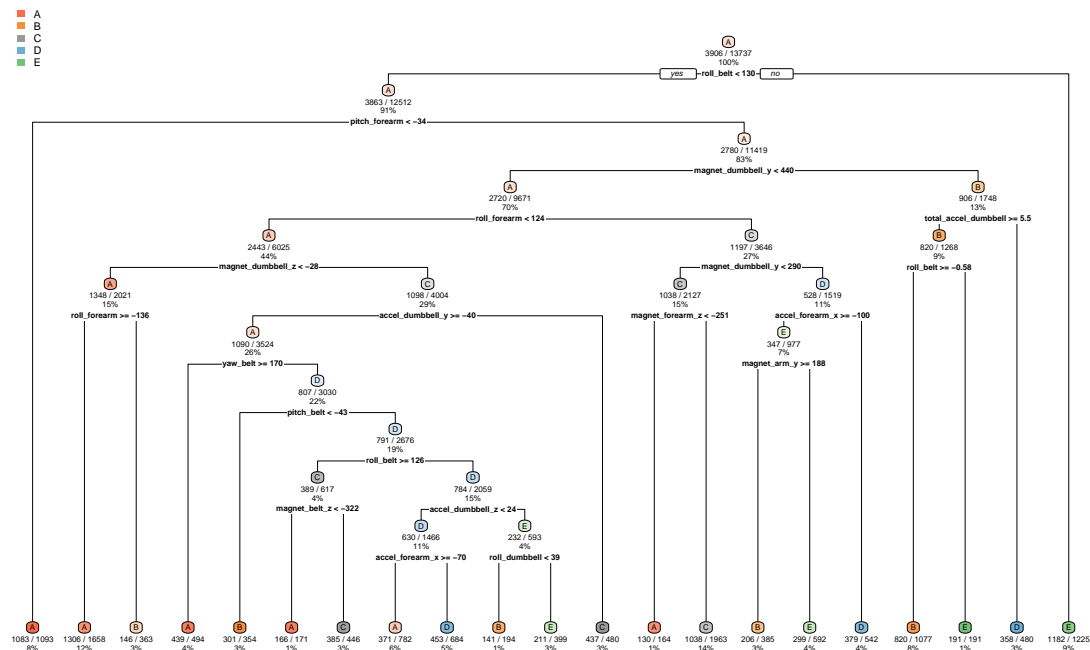 A
B
C
D
E
A
3906 / 13737
100%
yes roll_belt < 130 no
A
3863 / 12512
91%
pitch_forearm < −34
A
2780 / 11419
83%
magnet_dumbbell_y < 440
A B
2720 / 9671 906 / 1748
70% 13%
roll_forearm < 124 total_accel_dumbbell >= 5.5
A C B
2443 / 6025 1197 / 3646 820 / 1268
44% 27% 9%
magnet_dumbbell_z < −28 magnet_dumbbell_y < 290 roll_belt >= −0.58
A C C D
1348 / 2021 1098 / 4004 1038 / 2127 528 / 1519
15% 29% 15% 11%
roll_forearm >= −136 accel_dumbbell_y >= −40 magnet_forearm_z < −251 accel_forearm_x >= −100
A E
1090 / 3524 347 / 977
26% 7%
yaw_belt >= 170 magnet_arm_y >= 188
D
807 / 3030
22%
pitch_belt < −43
D
791 / 2676
19%
roll_belt >= 126
C D
389 / 617 784 / 2059
4% 15%
magnet_belt_z < −322 accel_dumbbell_z < 24
D E
630 / 1466 232 / 593
11% 4%
accel_forearm_x >= −70 roll_dumbbell < 39
A A B A B A C A D B E C A C B E D B E D E
1083 / 1093 1306 / 1658 146 / 363 439 / 494 301 / 354 166 / 171 385 / 446 371 / 782 453 / 684 141 / 194 211 / 399 437 / 480 130 / 164 1038 / 1963 206 / 385 299 / 592 379 / 542 820 / 1077 191 / 191 358 / 480 1182 / 1225
8% 12% 3% 4% 3% 1% 3% 6% 5% 1% 3% 3% 1% 14% 3% 4% 4% 8% 1% 3% 9%